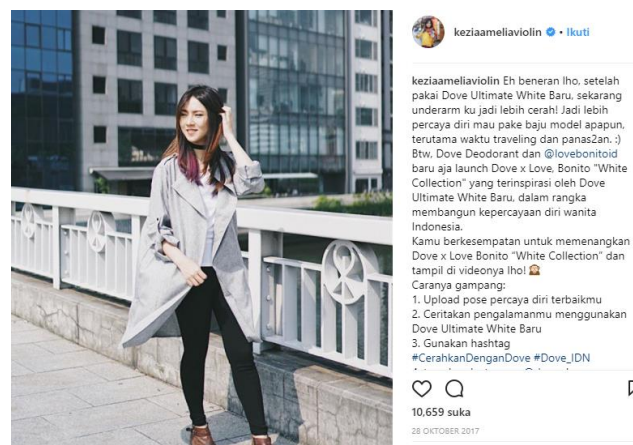 keziaameliaviolin • Ikuti
keziaameliaviolin Eh beneran lho, setelah
pakai Dove Ultimate White Baru, sekarang
underarm ku jadi lebih cerah! Jadi lebih
percaya diri mau pake baju model apapun,
terutama waktu traveling dan panas2an. :)
Btw, Dove Deodorant dan @lovebonitoid
baru aja launch Dove x Love, Bonito "White
Collection" yang terinspirasi oleh Dove
Ultimate White Baru, dalam rangka
membangun kepercayaan diri wanita
Indonesia.
Kamu berkesempatan untuk memenangkan
Dove x Love Bonito "White Collection" dan
tampil di videonya lho! 🙈
Caranya gampang:
1. Upload pose percaya diri terbaikmu
2. Ceritakan pengalamanmu menggunakan
Dove Ultimate White Baru
3. Gunakan hashtag
#CerahkanDenganDove #Dove_IDN
10,659 suka
28 OKTOBER 2017